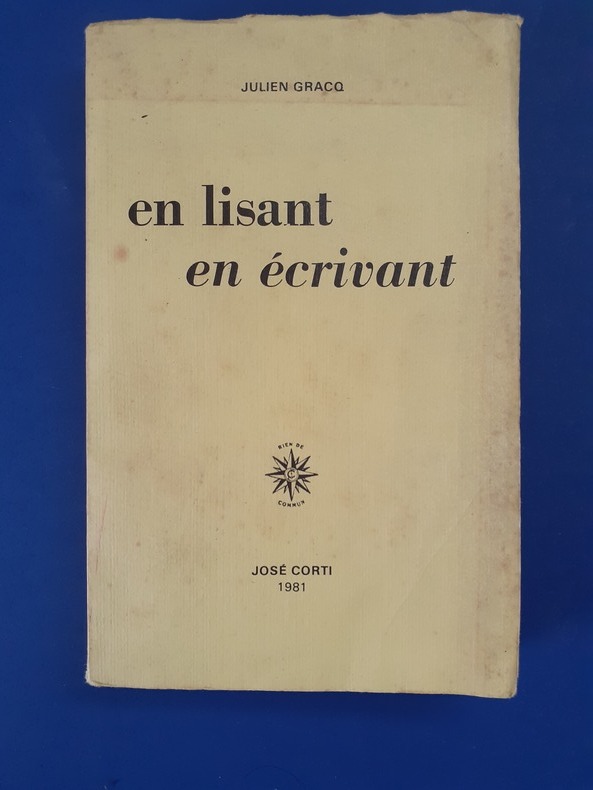 JULIEN GRACQ
en lisant
en écrivant
RIEN DE
C
COMMUN
JOSÉ CORTI
1981